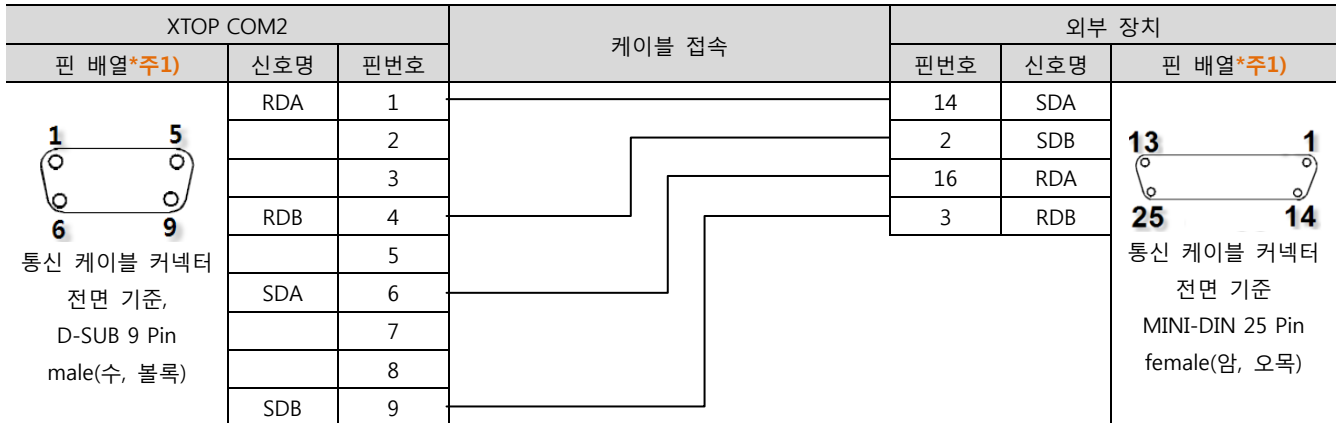 XTOP COM2 케이블 접속 외부 장치
핀 배열*주1) 신호명 핀번호 핀번호 신호명 핀 배열*주1)
RDA 1 14 SDA
2 2 SDB
3 16 RDA
RDB 4 3 RDB
5
SDA 6
7
8
SDB 9
1 5
6 9
통신 케이블 커넥터
전면 기준,
D-SUB 9 Pin
male(수, 볼록)
13 1
25 14
통신 케이블 커넥터
전면 기준
MINI-DIN 25 Pin
female(암, 오목)